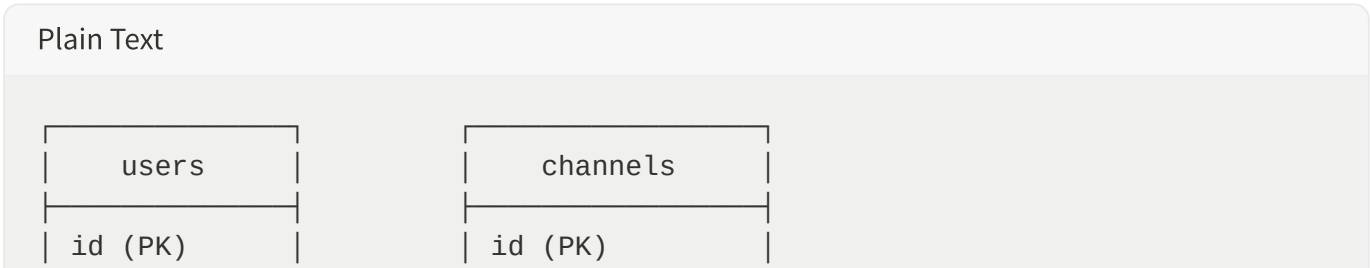 Plain Text
┌───────────────┐         ┌──────────────────┐
│    users     │         │    channels     │
├───────────────┤         ├──────────────────┤
│ id (PK)      │         │ id (PK)         │